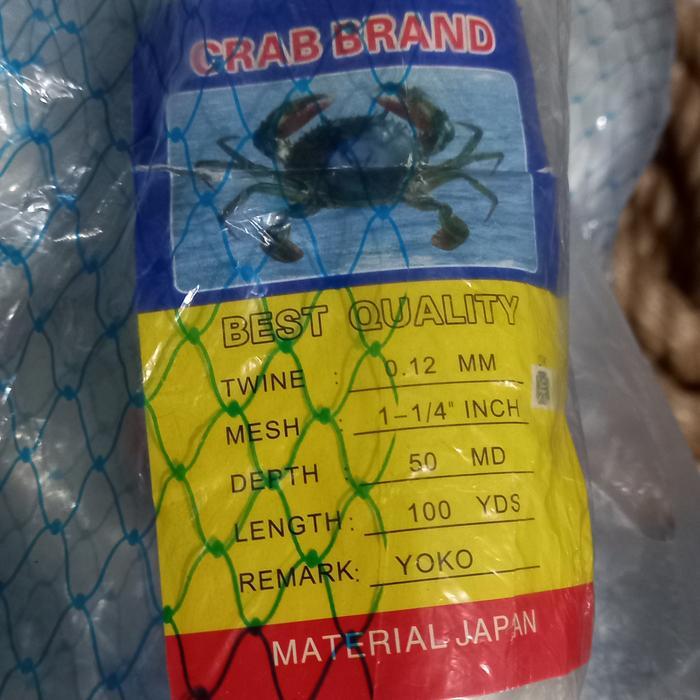 CRAB BRAND
BEST QUALITY
TWINE : 0.12 MM
MESH : 1-1/4" INCH
DEPTH : 50 MD
LENGTH : 100 YDS
REMARK: YOKO
MATERIAL JAPAN